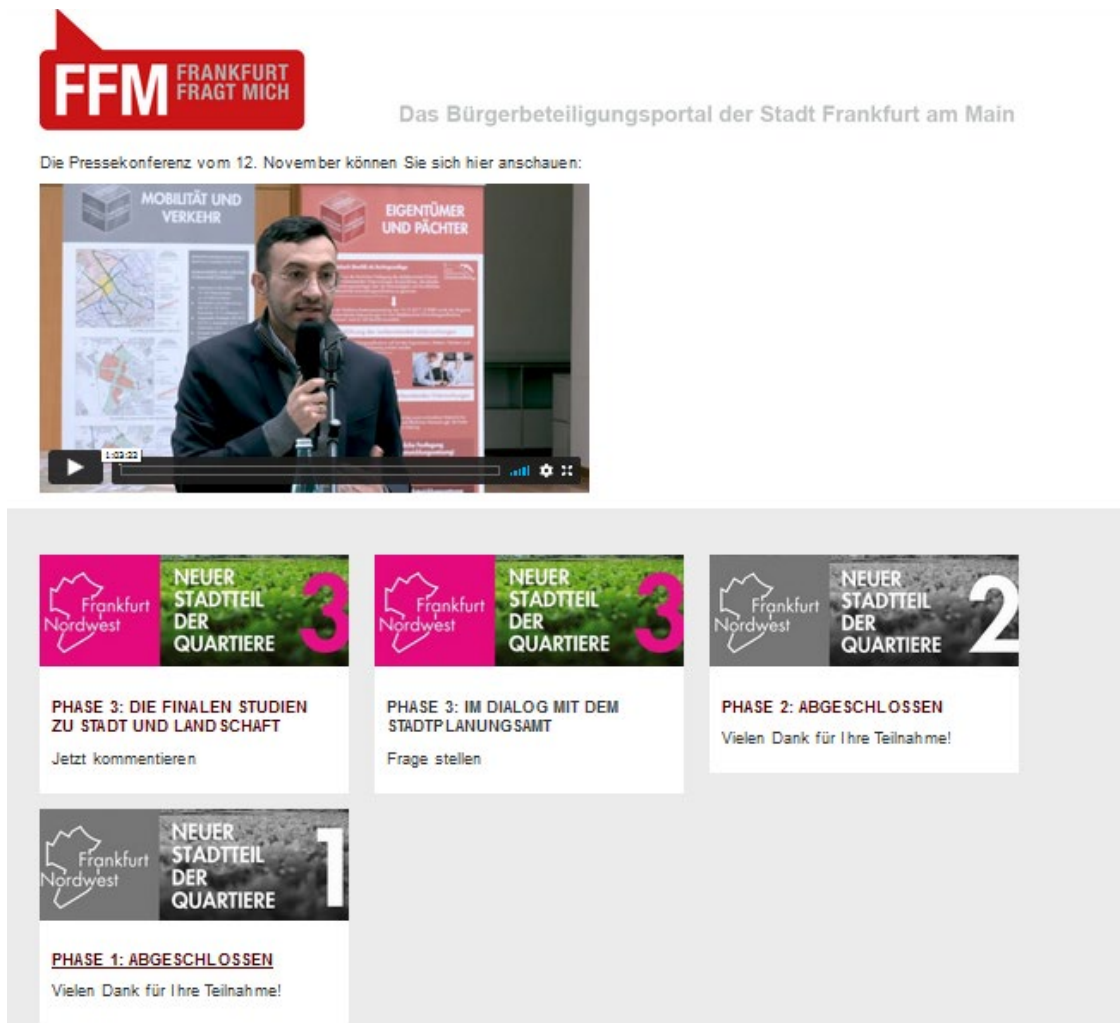 FFM FRANKFURT
FRAGT MICH
Das Bürgerbeteiligungsportal der Stadt Frankfurt am Main
Die Pressekonferenz vom 12. November können Sie sich hier anschauen:
MOBILITÄT UND
VERKEHR
EIGENTÜMER
UND PÄCHTER
1:03:22
Frankfurt
Nordwest
NEUER
STADTTEIL
DER
QUARTIERE
3
Frankfurt
Nordwest
NEUER
STADTTEIL
DER
QUARTIERE
3
Frankfurt
Nordwest
NEUER
STADTTEIL
DER
QUARTIERE
2
PHASE 3: DIE FINALEN STUDIEN
ZU STADT UND LANDSCHAFT
Jetzt kommentieren
PHASE 3: IM DIALOG MIT DEM
STADTPLANUNGSAMT
Frage stellen
PHASE 2: ABGESCHLOSSEN
Vielen Dank für Ihre Teilnahme!
Frankfurt
Nordwest
NEUER
STADTTEIL
DER
QUARTIERE
1
PHASE 1: ABGESCHLOSSEN
Vielen Dank für Ihre Teilnahme!